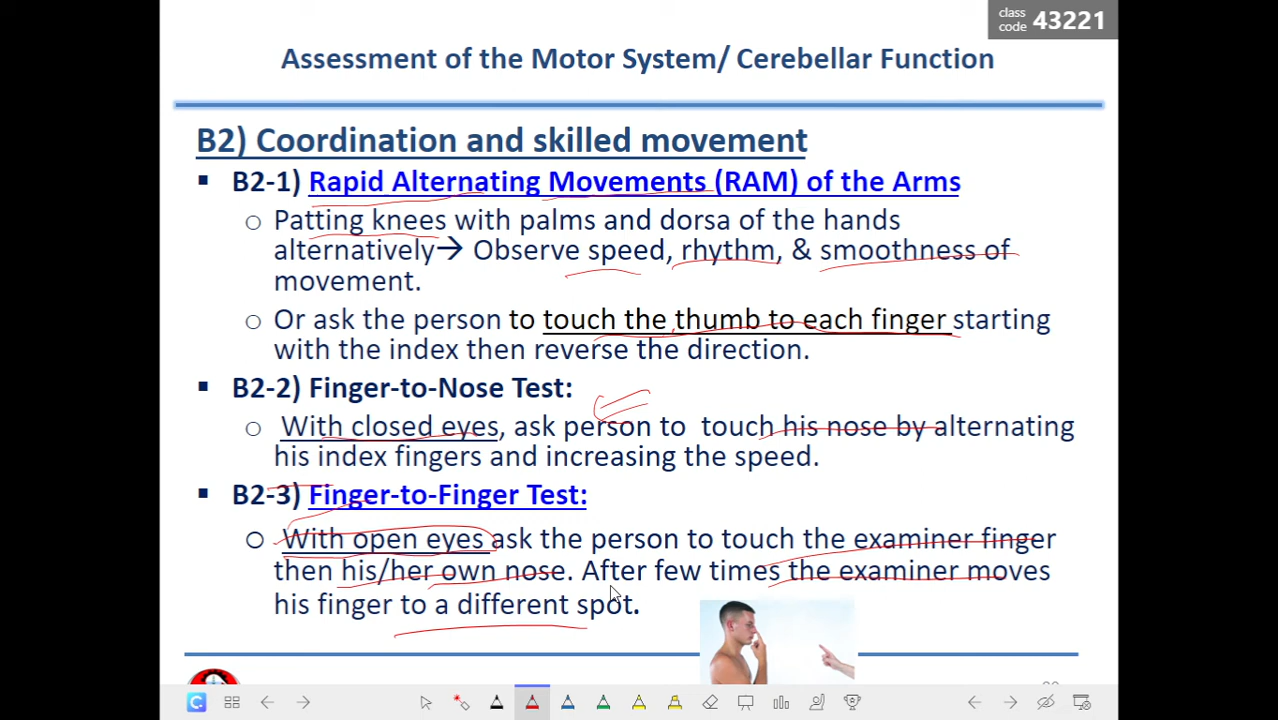 class
code 43221
Assessment of the Motor System/ Cerebellar Function
B2) Coordination and skilled movement
▪ B2-1) Rapid Alternating Movements (RAM) of the Arms
○ Patting knees with palms and dorsa of the hands
alternatively→ Observe speed, rhythm, & smoothness of
movement.
○ Or ask the person to touch the thumb to each finger starting
with the index then reverse the direction.
▪ B2-2) Finger-to-Nose Test:
○ With closed eyes, ask person to touch his nose by alternating
his index fingers and increasing the speed.
▪ B2-3) Finger-to-Finger Test:
○ With open eyes ask the person to touch the examiner finger
then his/her own nose. After few times the examiner moves
his finger to a different spot.